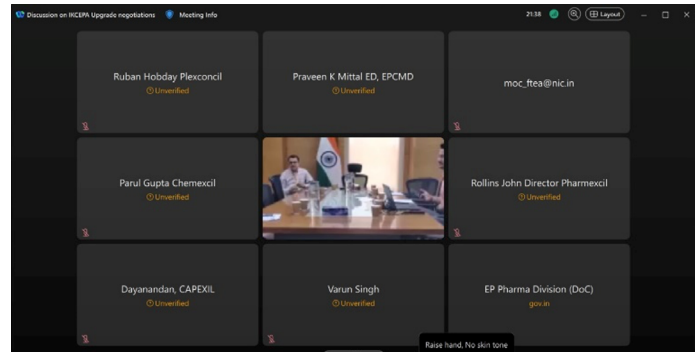 Discussion on IKCEPA Upgrade negotiations Meeting Info 21:38 Layout
Ruban Hobday Plexconcil
Unverified
Praveen K Mittal ED, EPCMD
Unverified
moc_ftea@nic.in
Parul Gupta Chemexcil
Unverified
Rollins John Director Pharmexcil
Unverified
Dayanandan, CAPEXIL
Unverified
Varun Singh
Unverified
EP Pharma Division (DoC)
gov.in
Raise hand, No skin tone